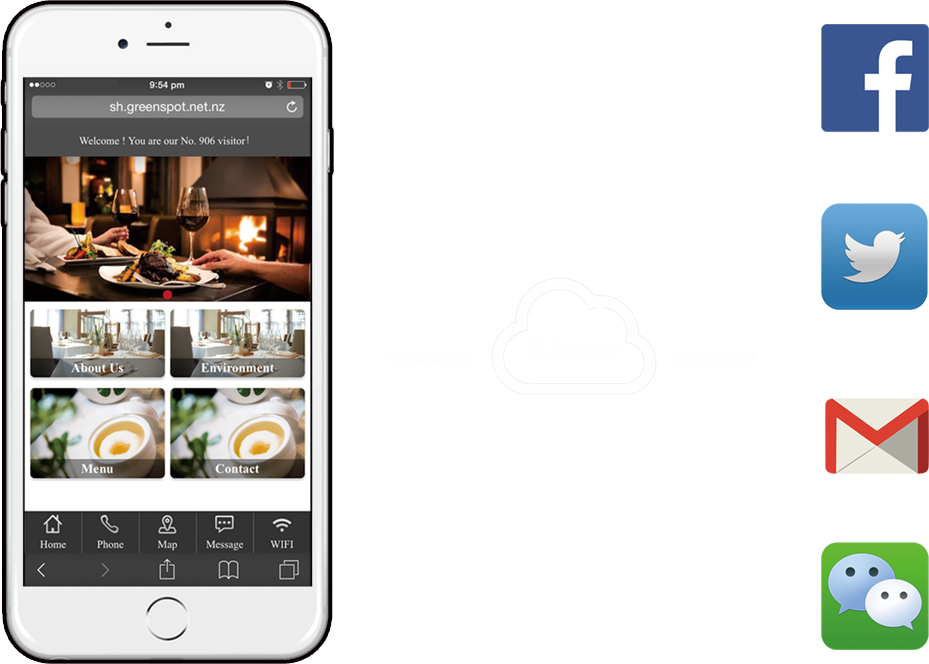 9:54 pm
sh.greenspot.net.nz
Welcome ! You are our No. 906 visitor!
About Us
Environment
Menu
Contact
Home
Phone
Map
Message
WIFI
f